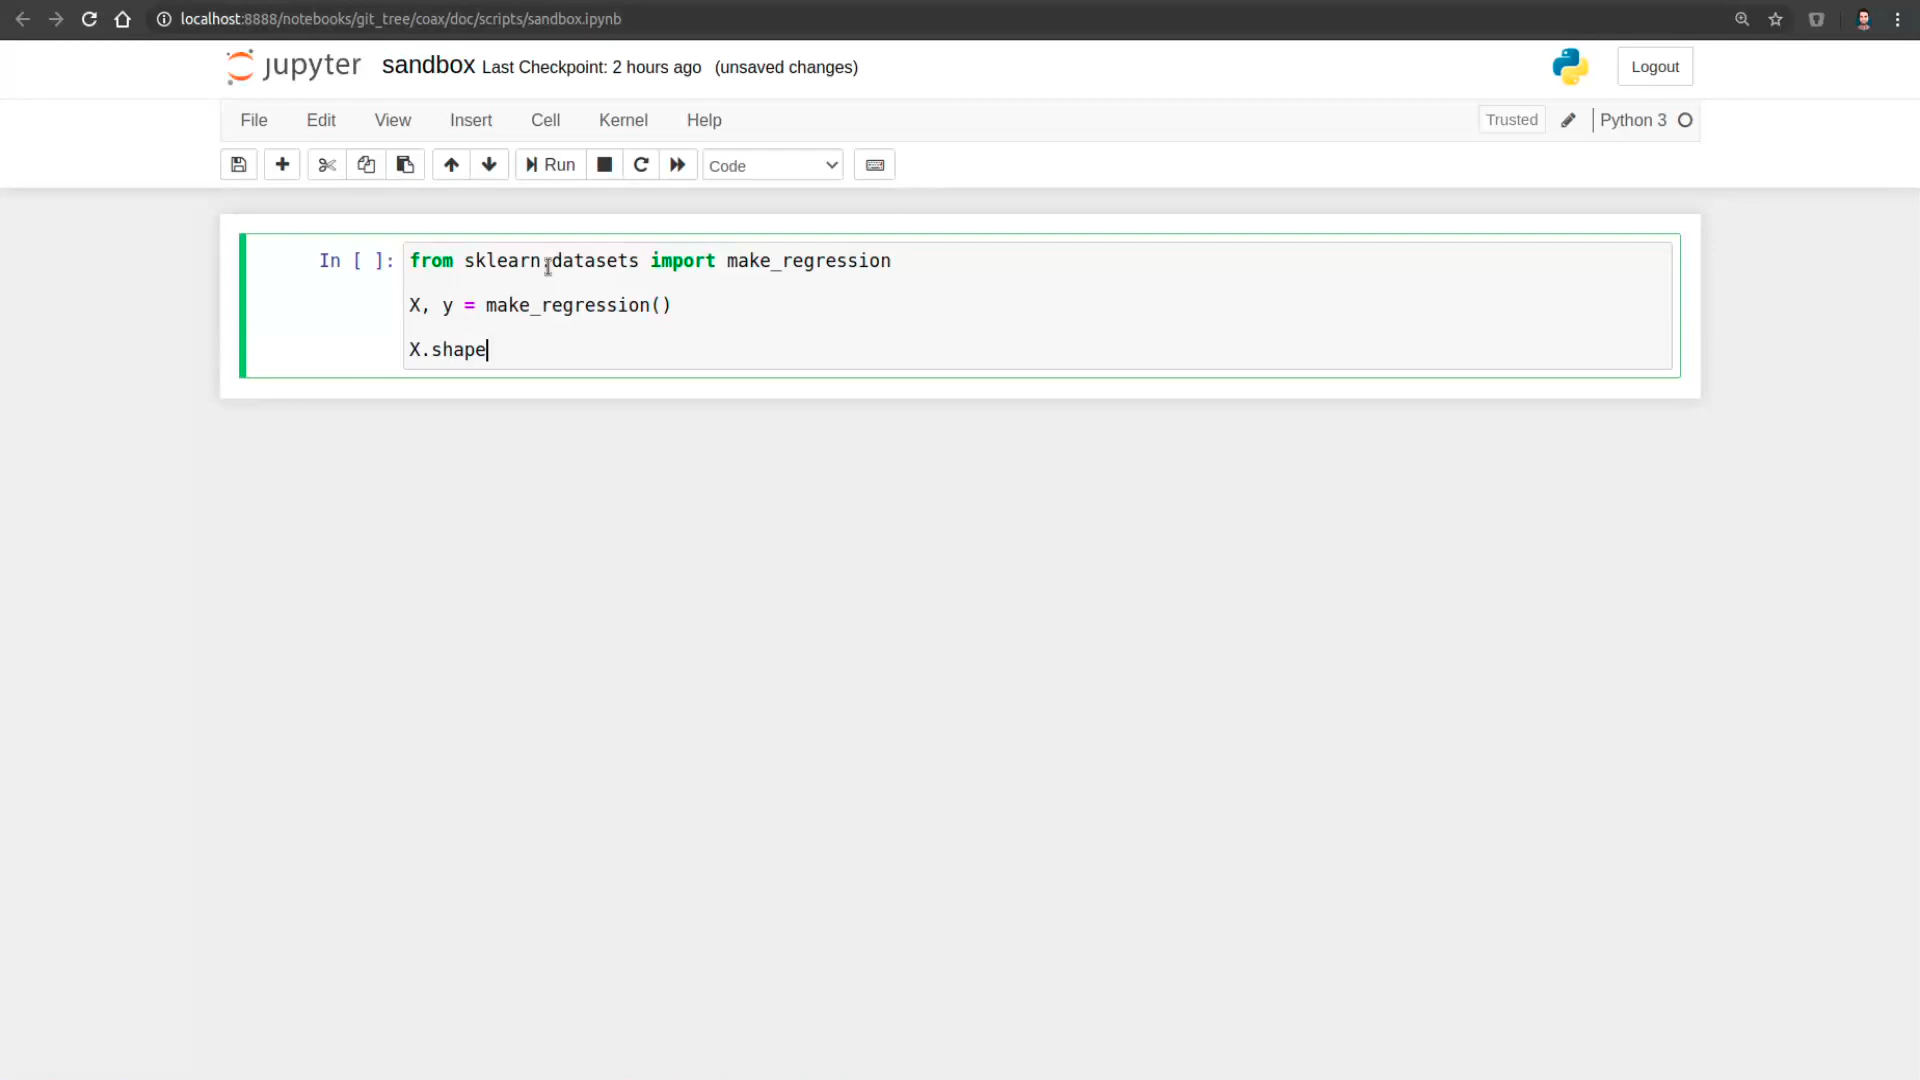 localhost:8888/notebooks/git_tree/coax/doc/scripts/sandbox.ipynb
jupyter sandbox Last Checkpoint: 2 hours ago (unsaved changes) Logout
File Edit View Insert Cell Kernel Help Trusted Python 3
Run Code
In [ ]: from sklearn.datasets import make_regression
X, y = make_regression()
X.shape